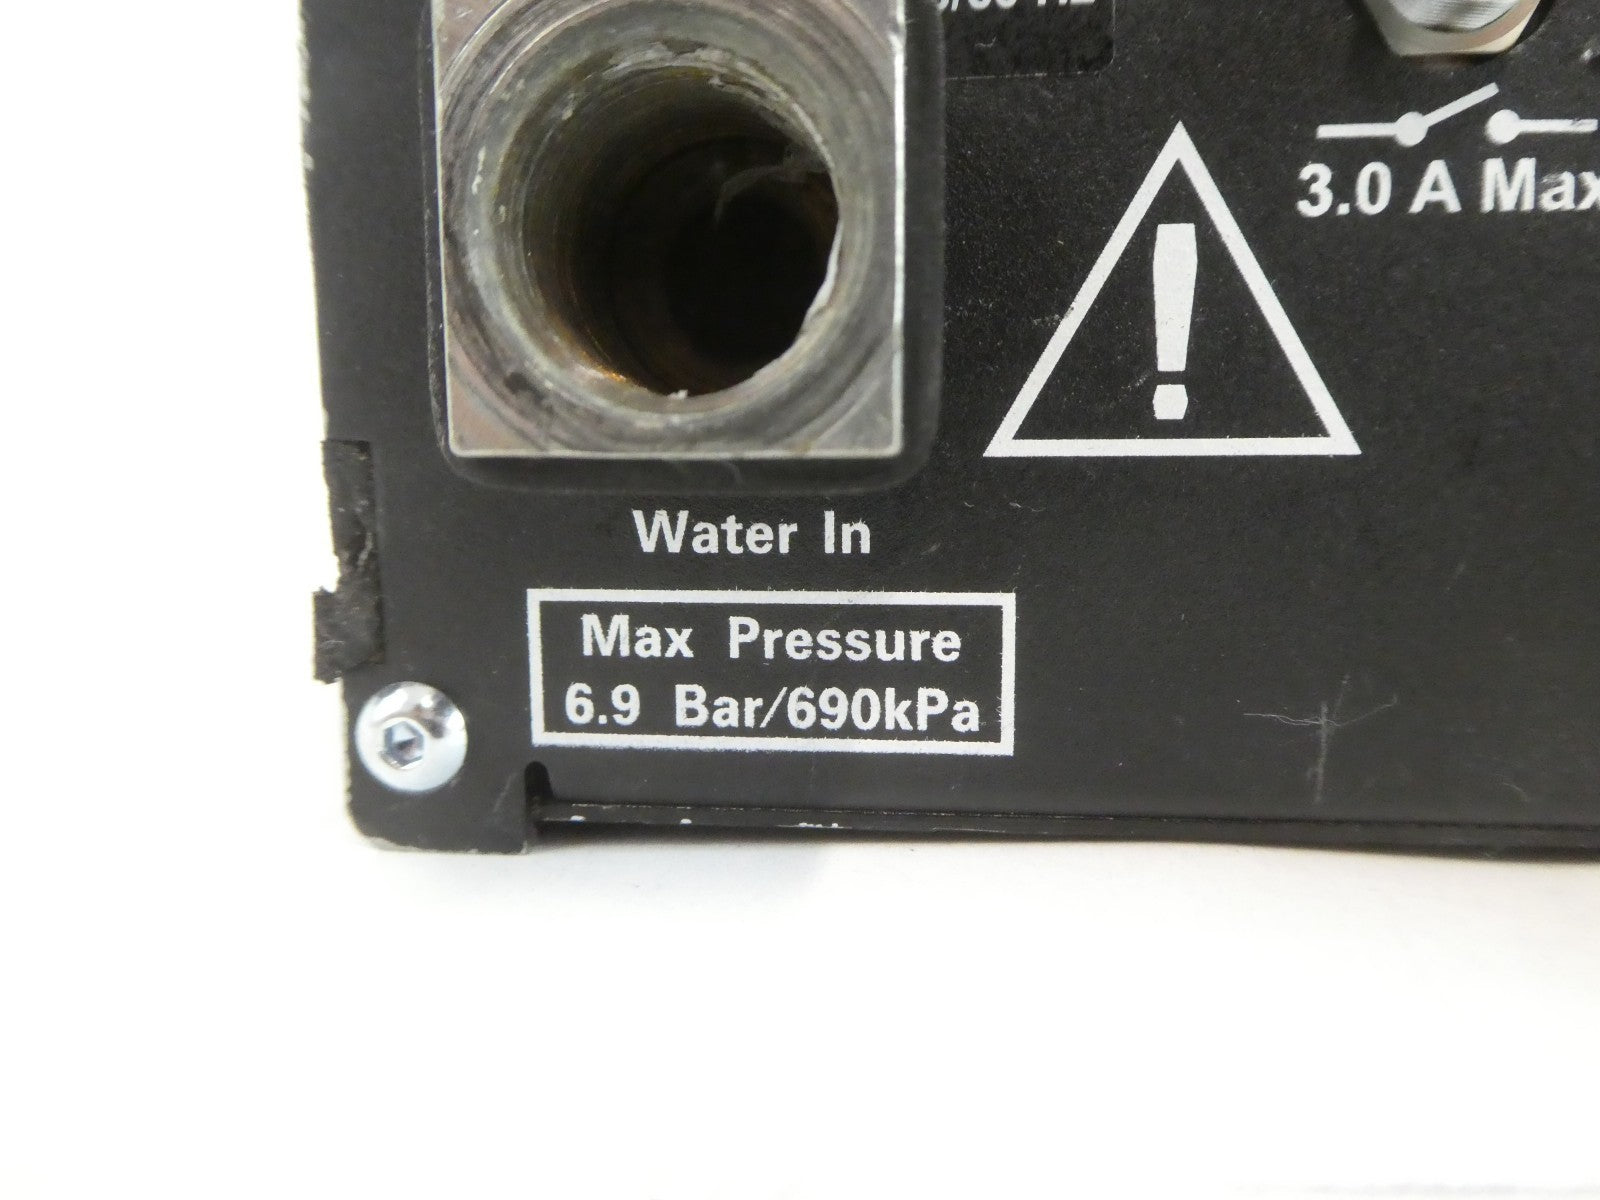 3.0 A Max
Water In
Max Pressure
6.9 Bar/690kPa